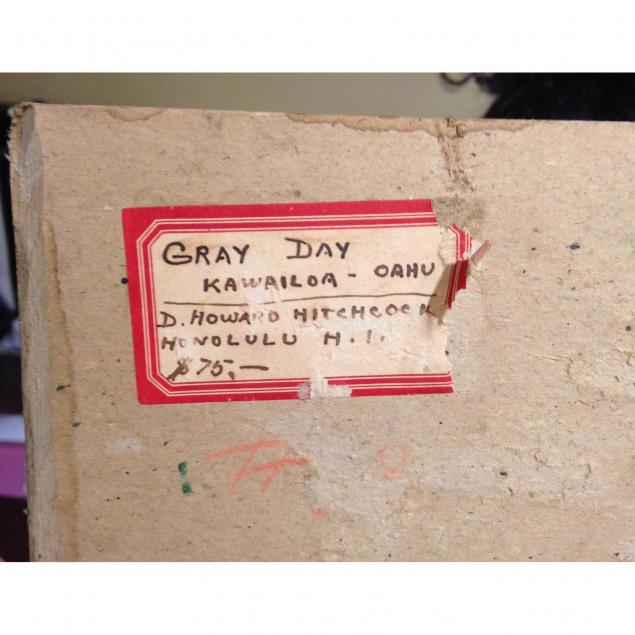 GRAY DAY
KAWAILOA - OAHU
D. HOWARD HITCHCOCK
HONOLULU H.I.
$75.—